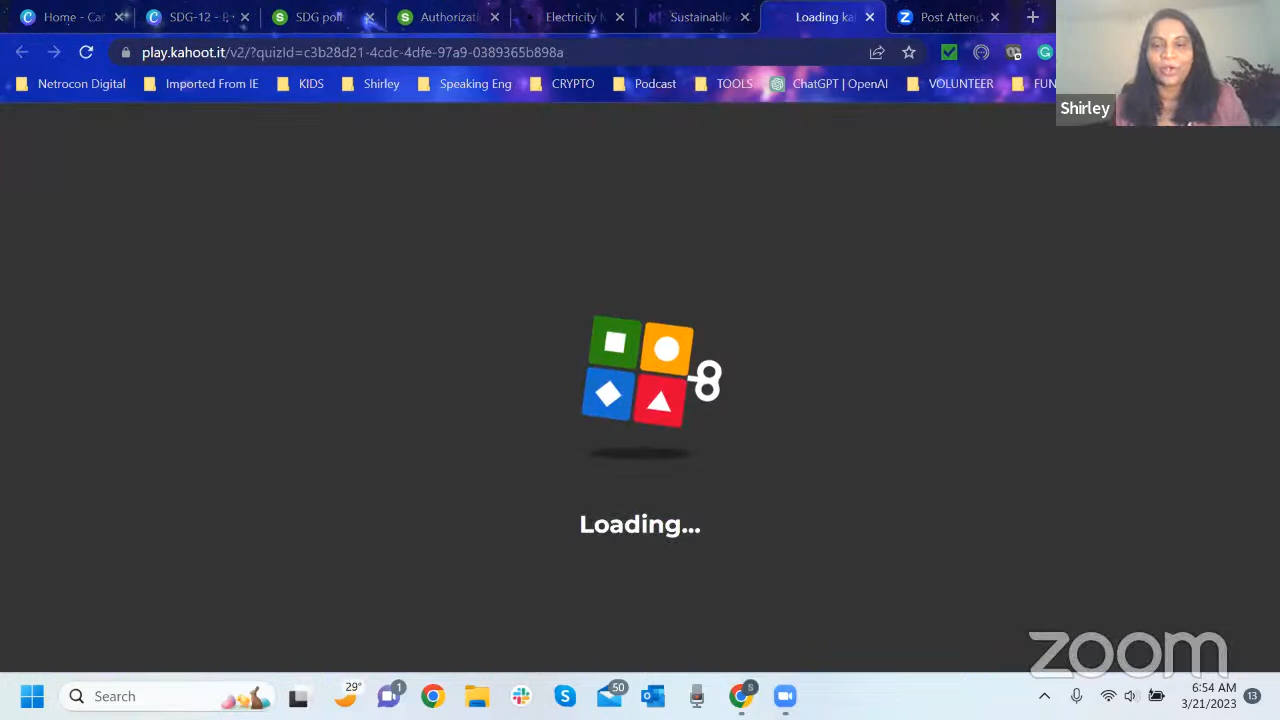 Home - Ca
SDG-12 - 
SDG poll
Authorizati
Electricity M
Sustainable
Loading ka
Post Attend
play.kahoot.it/v2/?quizId=c3b28d21-4cdc-4dfe-97a9-0389365b898a
Netrocon Digital
Imported From IE
KIDS
Shirley
Speaking Eng
CRYPTO
Podcast
TOOLS
ChatGPT | OpenAI
VOLUNTEER
FUN
Shirley
Loading...
zoom
Search
29°
1
50
S
6:54 AM
3/21/2023
13